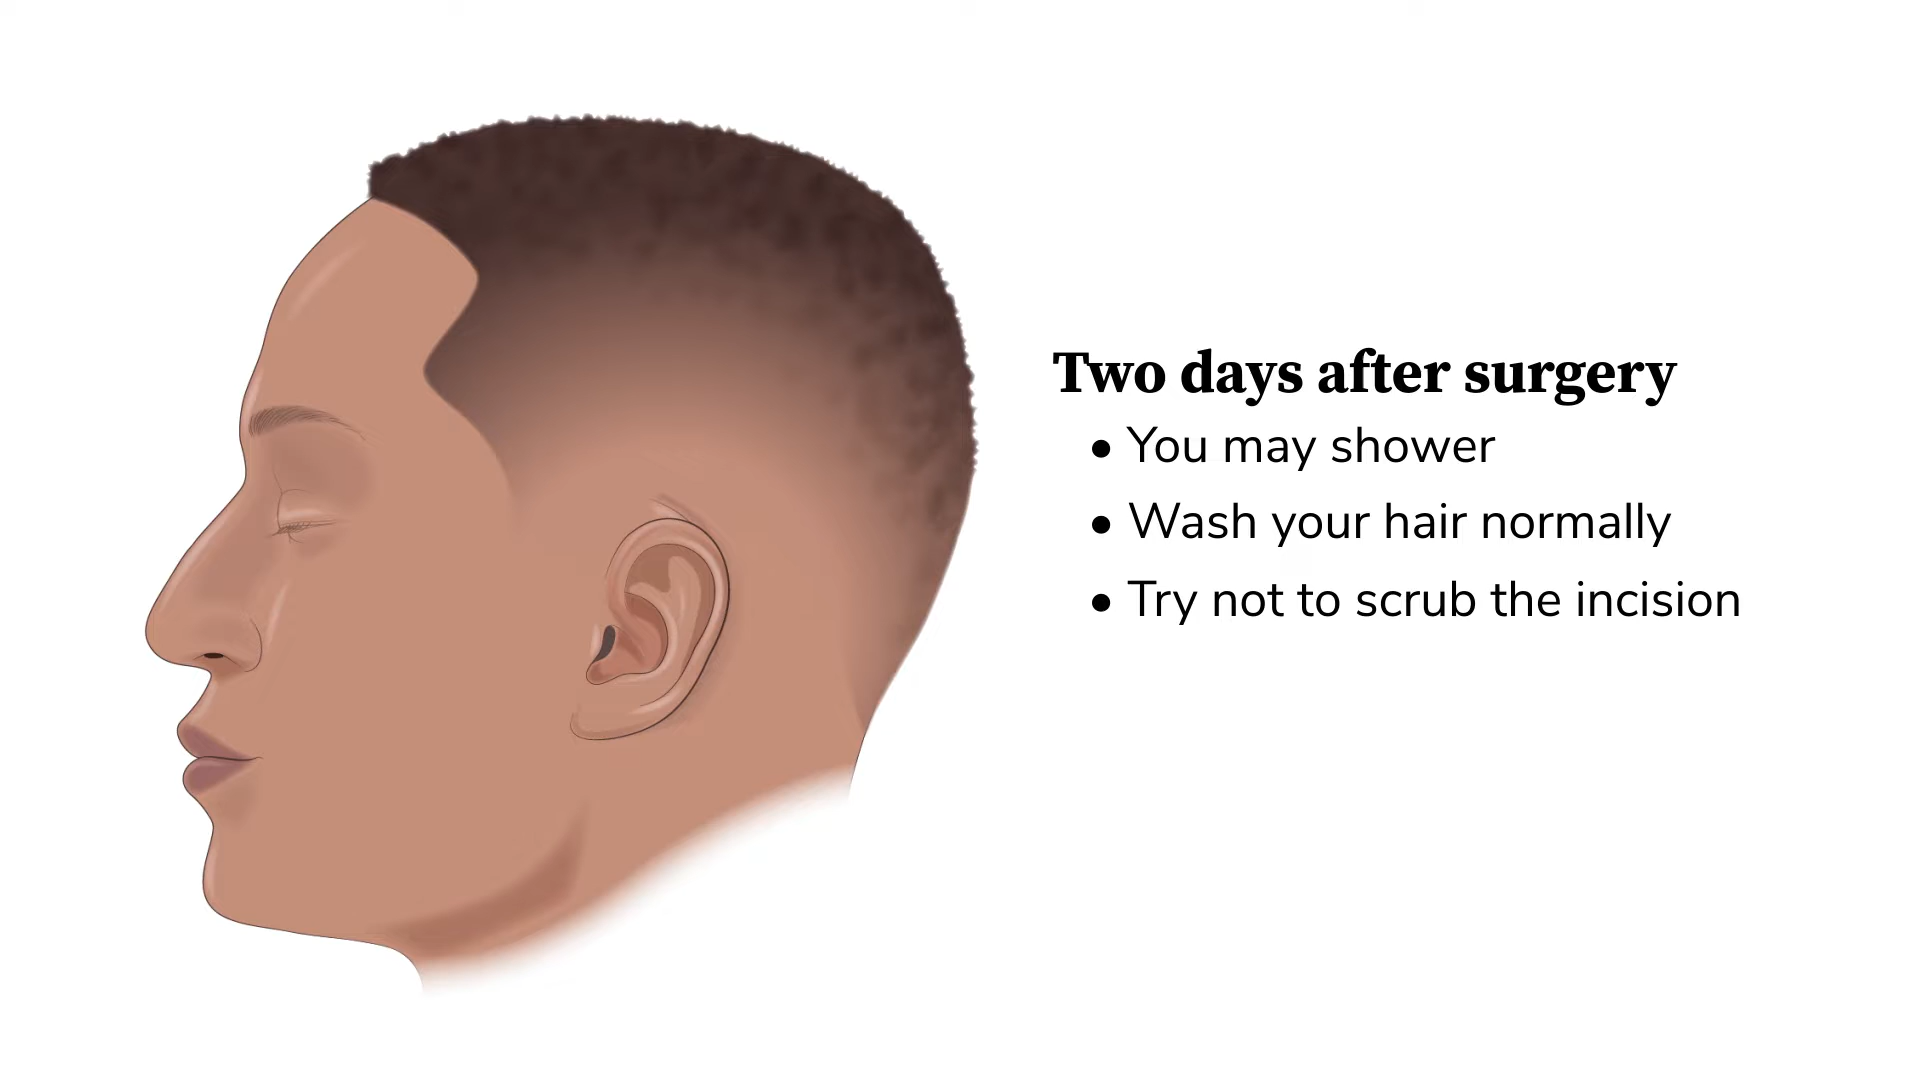 Two days after surgery
• You may shower
• Wash your hair normally
• Try not to scrub the incision